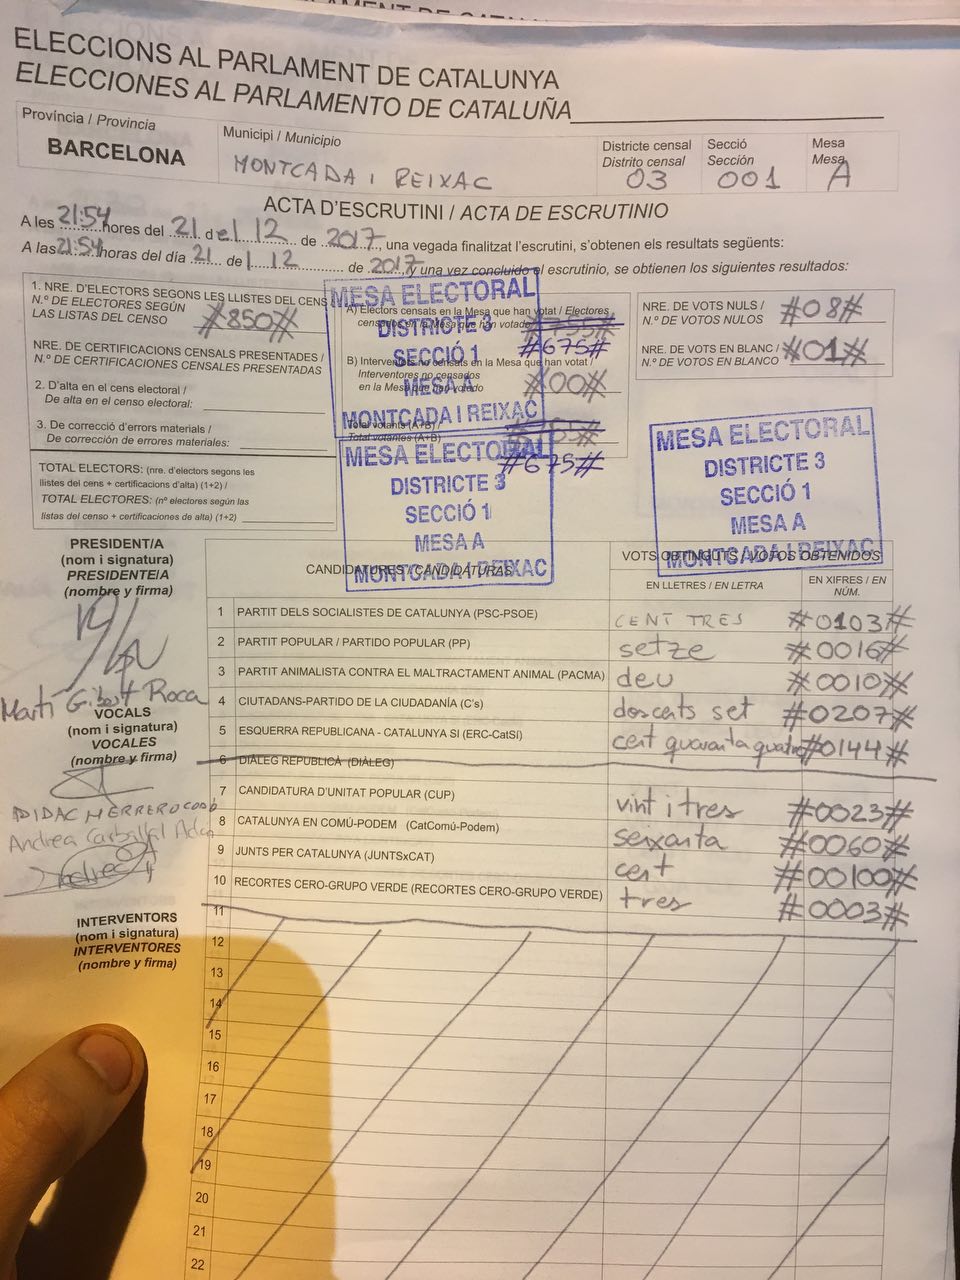 ELECCIONS AL PARLAMENT DE CATALUNYA
ELECCIONES AL PARLAMENTO DE CATALUÑA
Província / Provincia
BARCELONA
Municipi / Municipio
MONTCADA I REIXAC
Districte censal
Distrito censal
03
Secció
Sección
001
Mesa
Mesa
A
ACTA D'ESCRUTINI / ACTA DE ESCRUTINIO
A les 21:54 hores del 21 del 12 de 2017, una vegada finalitzat l'escrutini, s'obtenen els resultats següents:
A las 21:54 horas del día 21 de 12 de 2017, y una vez concluido el escrutinio, se obtienen los siguientes resultados:
1. NRE. D'ELECTORS SEGONS LES LLISTES DEL CENS
N.º DE ELECTORES SEGÚN
LAS LISTAS DEL CENSO #850#
NRE. DE CERTIFICACIONS CENSALS PRESENTADES /
N.º DE CERTIFICACIONES CENSALES PRESENTADAS
2. D'alta en el cens electoral /
De alta en el censo electoral:
3. De correcció d'errors materials /
De corrección de errores materiales:
TOTAL ELECTORS: (nre. d'electors segons les
llistes del cens + certificacions d'alta) (1+2) /
TOTAL ELECTORES: (nº electores según las
listas del censo + certificaciones de alta) (1+2)
A) Electors censats en la Mesa que han votat / Electores
censados en la Mesa que han votado
#675#
B) Interventors no censats en la Mesa que han votat /
Interventores no censados
en la Mesa que han votado #00#
Total votants (A+B) /
Total votantes (A+B)
#675#
NRE. DE VOTS NULS /
N.º DE VOTOS NULOS #08#
NRE. DE VOTS EN BLANC /
N.º DE VOTOS EN BLANCO #01#
MESA ELECTORAL
DISTRICTE 3
SECCIÓ 1
MESA A
MONTCADA I REIXAC
MESA ELECTORAL
DISTRICTE 3
SECCIÓ 1
MESA A
MONTCADA I REIXAC
MESA ELECTORAL
DISTRICTE 3
SECCIÓ 1
MESA A
MONTCADA I REIXAC
PRESIDENT/A
(nom i signatura)
PRESIDENTE/A
(nombre y firma)
Martí Gibert Roca
VOCALS
(nom i signatura)
VOCALES
(nombre y firma)
DIDAC HERRERO
Andrea Carballal
INTERVENTORS
(nom i signatura)
INTERVENTORES
(nombre y firma)
CANDIDATURES / CANDIDATURAS
VOTS OBTINGUTS / VOTOS OBTENIDOS
EN LLETRES / EN LETRA
EN XIFRES / EN
NÚM.
1 PARTIT DELS SOCIALISTES DE CATALUNYA (PSC-PSOE) CENT TRES #0103#
2 PARTIT POPULAR / PARTIDO POPULAR (PP) setze #0016#
3 PARTIT ANIMALISTA CONTRA EL MALTRACTAMENT ANIMAL (PACMA) deu #0010#
4 CIUTADANS-PARTIDO DE LA CIUDADANÍA (C's) doscents set #0207#
5 ESQUERRA REPUBLICANA - CATALUNYA SI (ERC-CatSí) cent quaranta quatre #0144#
6 DIÀLEG REPUBLICÀ (DIÀLEG)
7 CANDIDATURA D'UNITAT POPULAR (CUP) vint i tres #0023#
8 CATALUNYA EN COMÚ-PODEM (CatComú-Podem) seixanta #0060#
9 JUNTS PER CATALUNYA (JUNTSxCAT) cent #00100#
10 RECORTES CERO-GRUPO VERDE (RECORTES CERO-GRUPO VERDE) tres #0003#
11
12
13
14
15
16
17
18
19
20
21
22